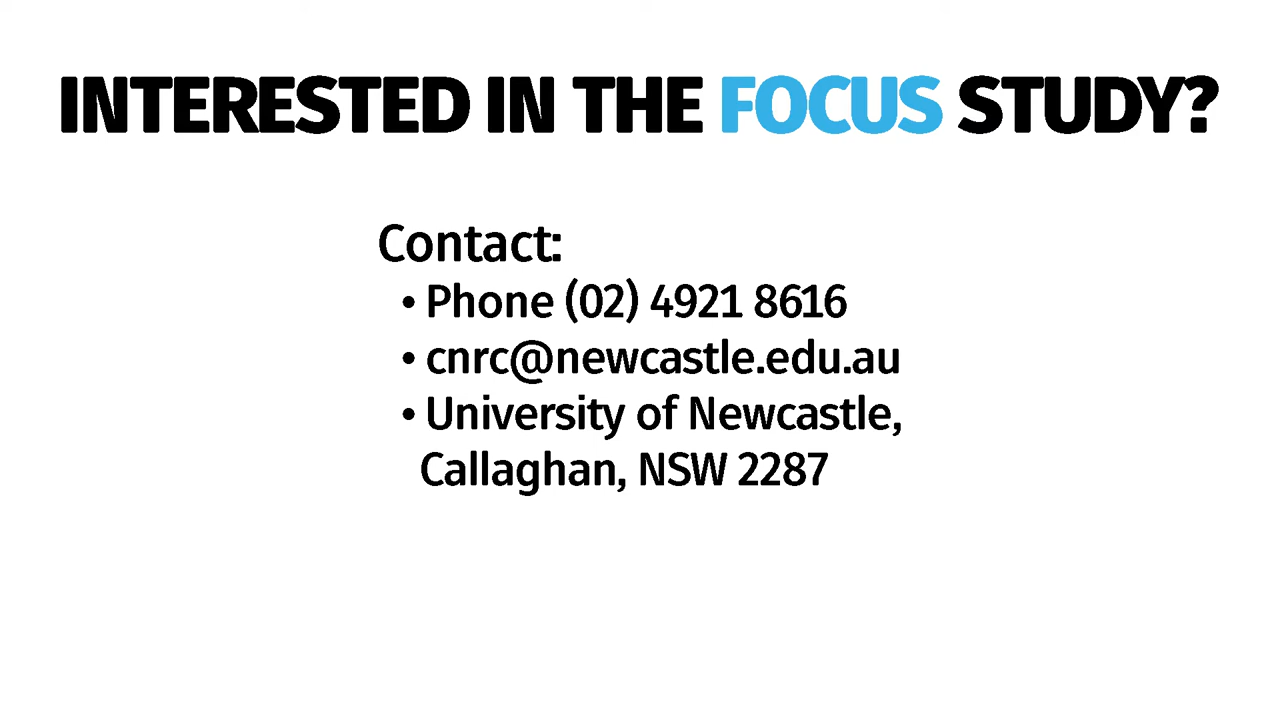 INTERESTED IN THE FOCUS STUDY?
Contact:
• Phone (02) 4921 8616
• cnrc@newcastle.edu.au
• University of Newcastle,
Callaghan, NSW 2287